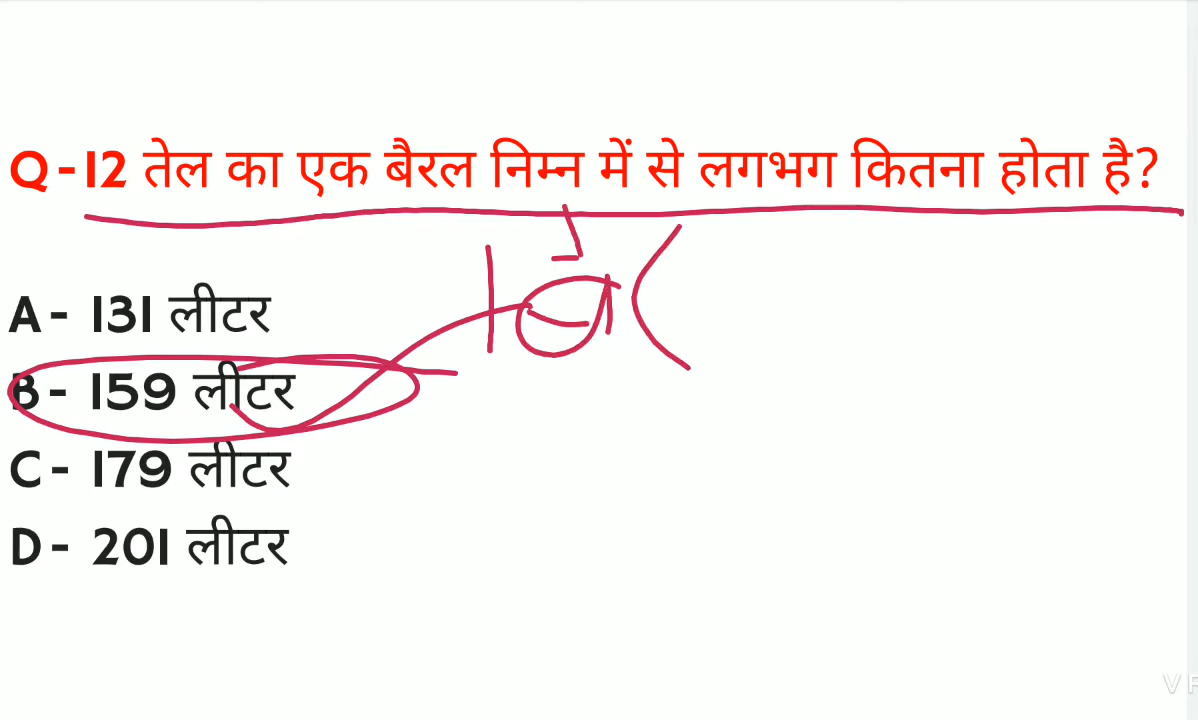 Q-12 तेल का एक बैरल निम्न में से लगभग कितना होता है?
A- 131 लीटर
B- 159 लीटर
C- 179 लीटर
D- 201 लीटर